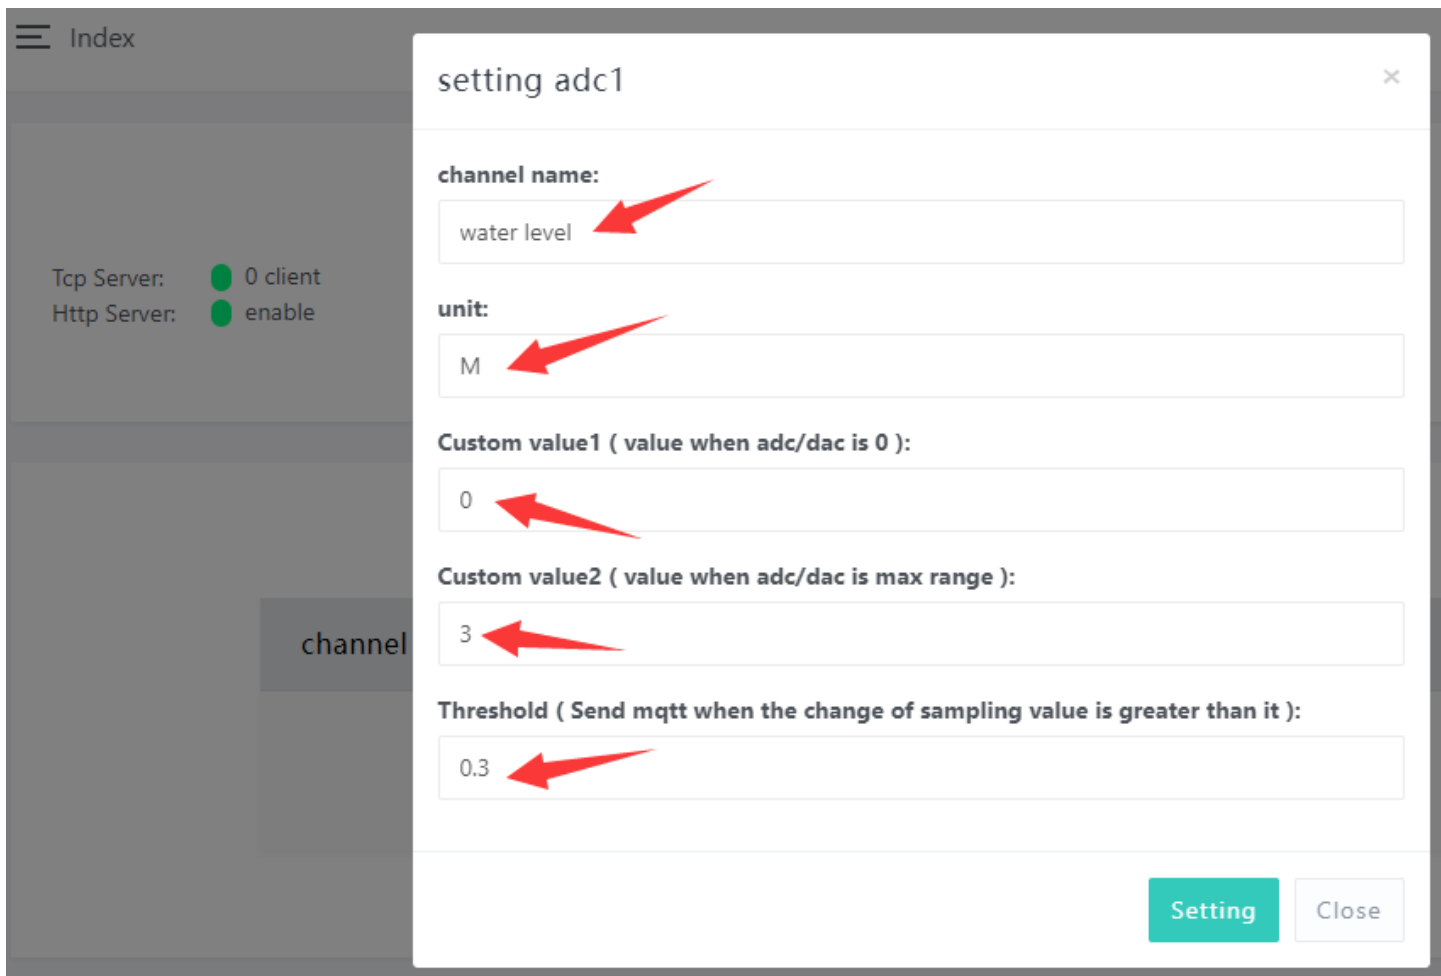 Index
setting adc1
×
channel name:
water level
Tcp Server: 0 client
Http Server: enable
unit:
M
Custom value1 ( value when adc/dac is 0 ):
0
Custom value2 ( value when adc/dac is max range ):
3
channel
Threshold ( Send mqtt when the change of sampling value is greater than it ):
0.3
Setting
Close